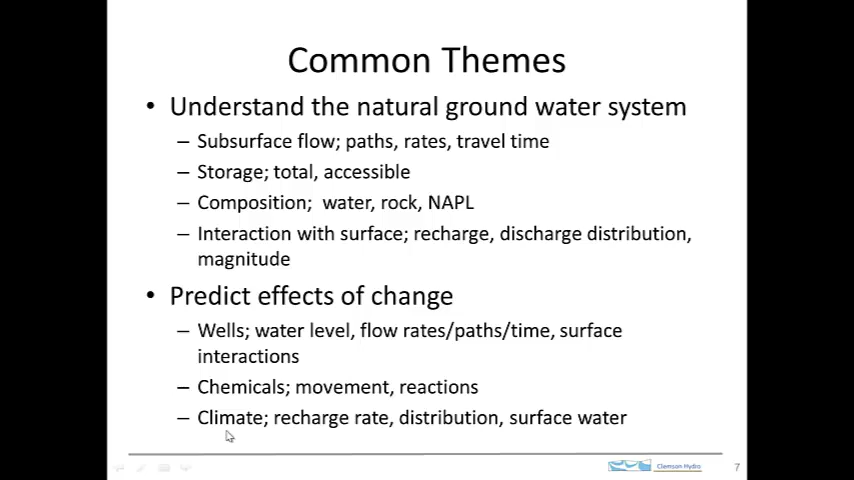 Common Themes
• Understand the natural ground water system
– Subsurface flow; paths, rates, travel time
– Storage; total, accessible
– Composition;  water, rock, NAPL
– Interaction with surface; recharge, discharge distribution,
magnitude
• Predict effects of change
– Wells; water level, flow rates/paths/time, surface
interactions
– Chemicals; movement, reactions
– Climate; recharge rate, distribution, surface water
Clemson Hydro
7